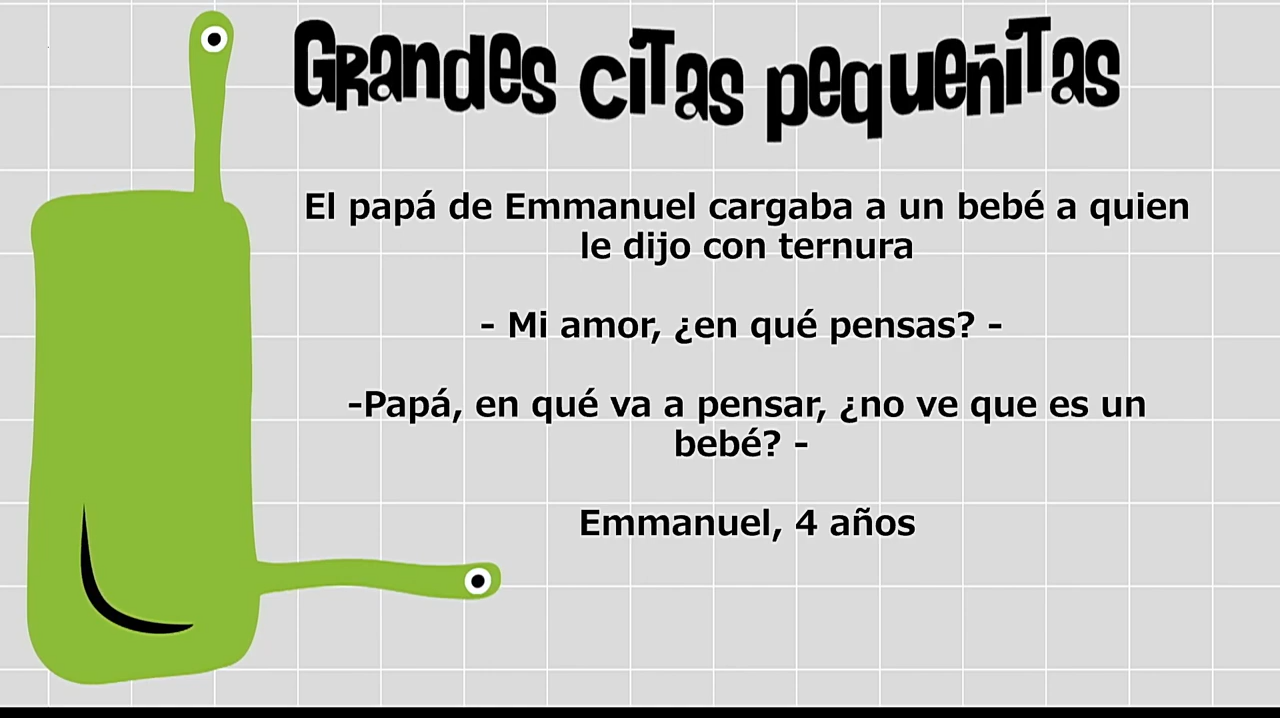 Grandes citas pequeñitas
El papá de Emmanuel cargaba a un bebé a quien
le dijo con ternura
- Mi amor, ¿en qué pensas? -
-Papá, en qué va a pensar, ¿no ve que es un
bebé? -
Emmanuel, 4 años